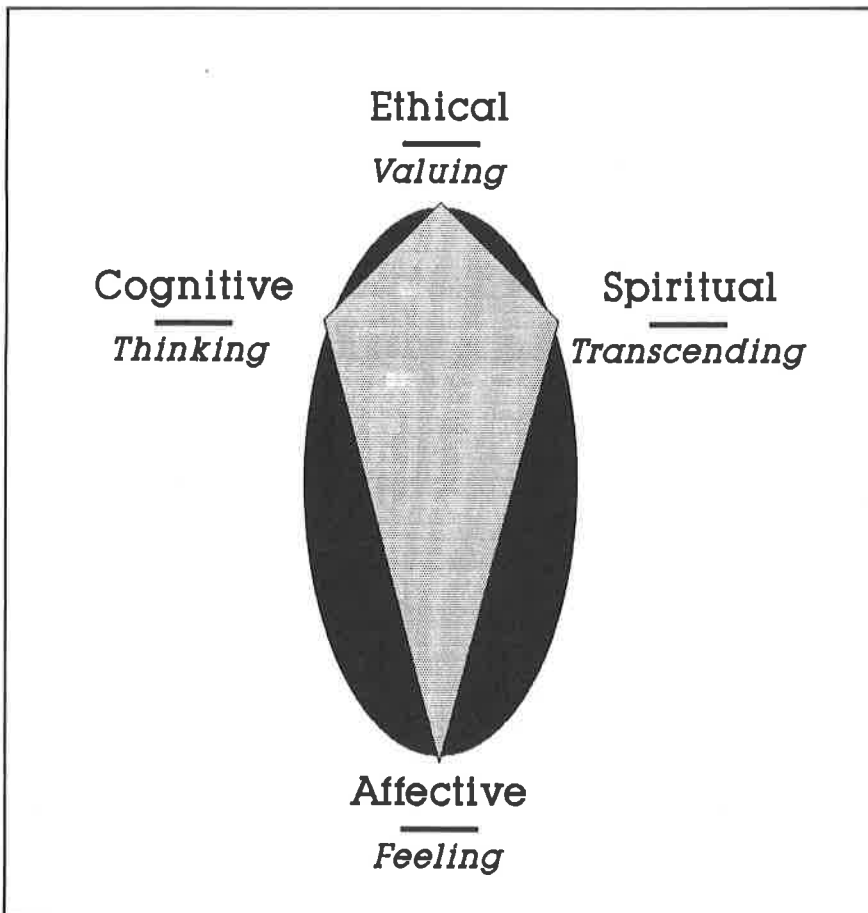 Ethical
Valuing
Cognitive
Thinking
Spiritual
Transcending
Affective
Feeling